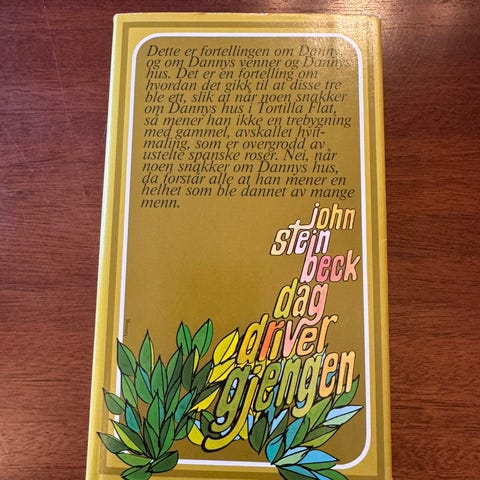 Dette er fortellingen om Danny,
og om Dannys venner og Dannys
hus. Det er en fortelling om
hvordan det gikk til at disse tre
ble ett, slik at når noen snakker
om Dannys hus i Tortilla Flat,
så mener han ikke en trebygning
med gammel, avskallet hvit-
maling, som er overgrodd av
ustelte spanske roser. Nei, når
noen snakker om Dannys hus,
da forstår alle at han mener en
helhet som ble dannet av mange
menn.
john
stein
beck
dag
driver
gjengen